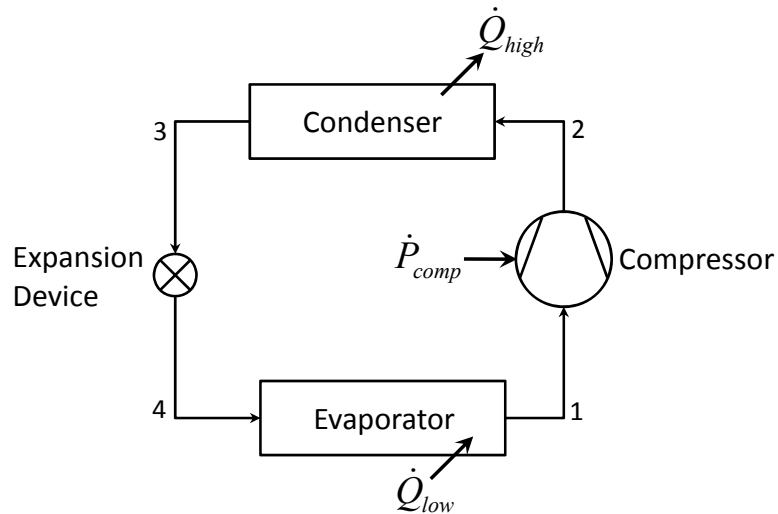 Q̇high
3
Condenser
2
Expansion
Device
Ṗcomp
Compressor
4
Evaporator
1
Q̇low